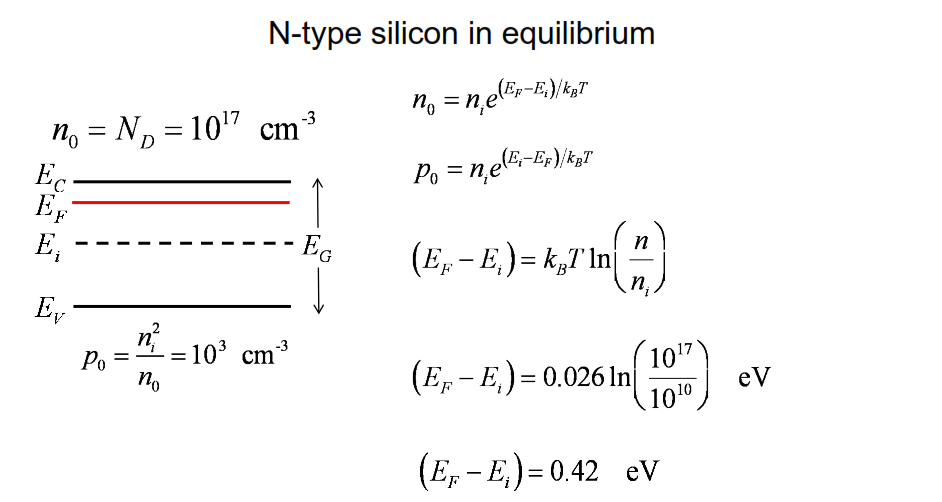 N-type silicon in equilibrium
n₀ = N_D = 10¹⁷ cm⁻³
E_C
E_F
E_i
E_G
E_V
p₀ = n_i²/n₀ = 10³ cm⁻³
n₀ = n_i e^((E_F−E_i)/k_BT)
p₀ = n_i e^((E_i−E_F)/k_BT)
(E_F − E_i) = k_BT ln(n/n_i)
(E_F − E_i) = 0.026 ln(10¹⁷/10¹⁰) eV
(E_F − E_i) = 0.42 eV